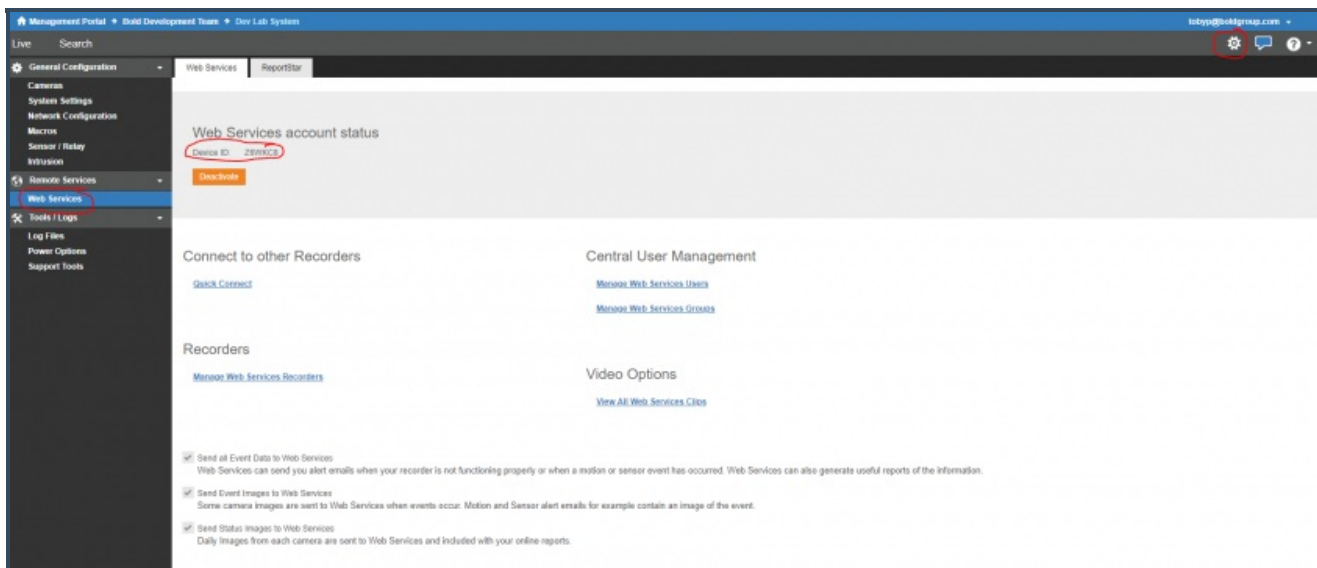 Management Portal Bold Development Team Dev Lab System
tobyp@boldgroup.com
Live Search
General Configuration
Web Services ReportStar
Cameras
System Settings
Network Configuration
Macros
Sensor / Relay
Intrusion
Remote Services
Web Services
Tools / Logs
Log Files
Power Options
Support Tools
Web Services account status
Device ID:
Deactivate
Connect to other Recorders
Quick Connect
Central User Management
Manage Web Services Users
Manage Web Services Groups
Recorders
Manage Web Services Recorders
Video Options
View All Web Services Clips
Send all Event Data to Web Services
Web Services can send you alert emails when your recorder is not functioning properly or when a motion or sensor event has occurred. Web Services can also generate useful reports of the information.
Send Event Images to Web Services
Some camera images are sent to Web Services when events occur. Motion and Sensor alert emails for example contain an image of the event.
Send Status Images to Web Services
Daily Images from each camera are sent to Web Services and included with your online reports.